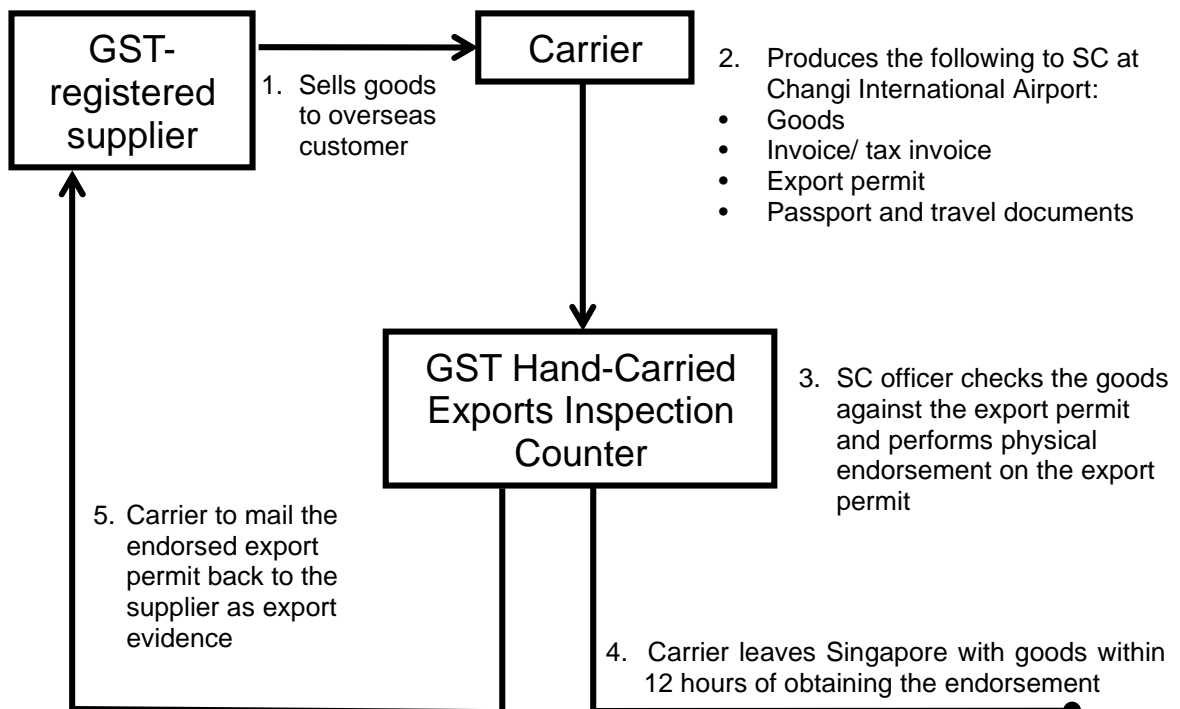 GST-
registered
supplier
1. Sells goods
to overseas
customer
Carrier
2. Produces the following to SC at
Changi International Airport:
• Goods
• Invoice/ tax invoice
• Export permit
• Passport and travel documents
GST Hand-Carried
Exports Inspection
Counter
3. SC officer checks the goods
against the export permit
and performs physical
endorsement on the export
permit
4. Carrier leaves Singapore with goods within
12 hours of obtaining the endorsement
5. Carrier to mail the
endorsed export
permit back to the
supplier as export
evidence